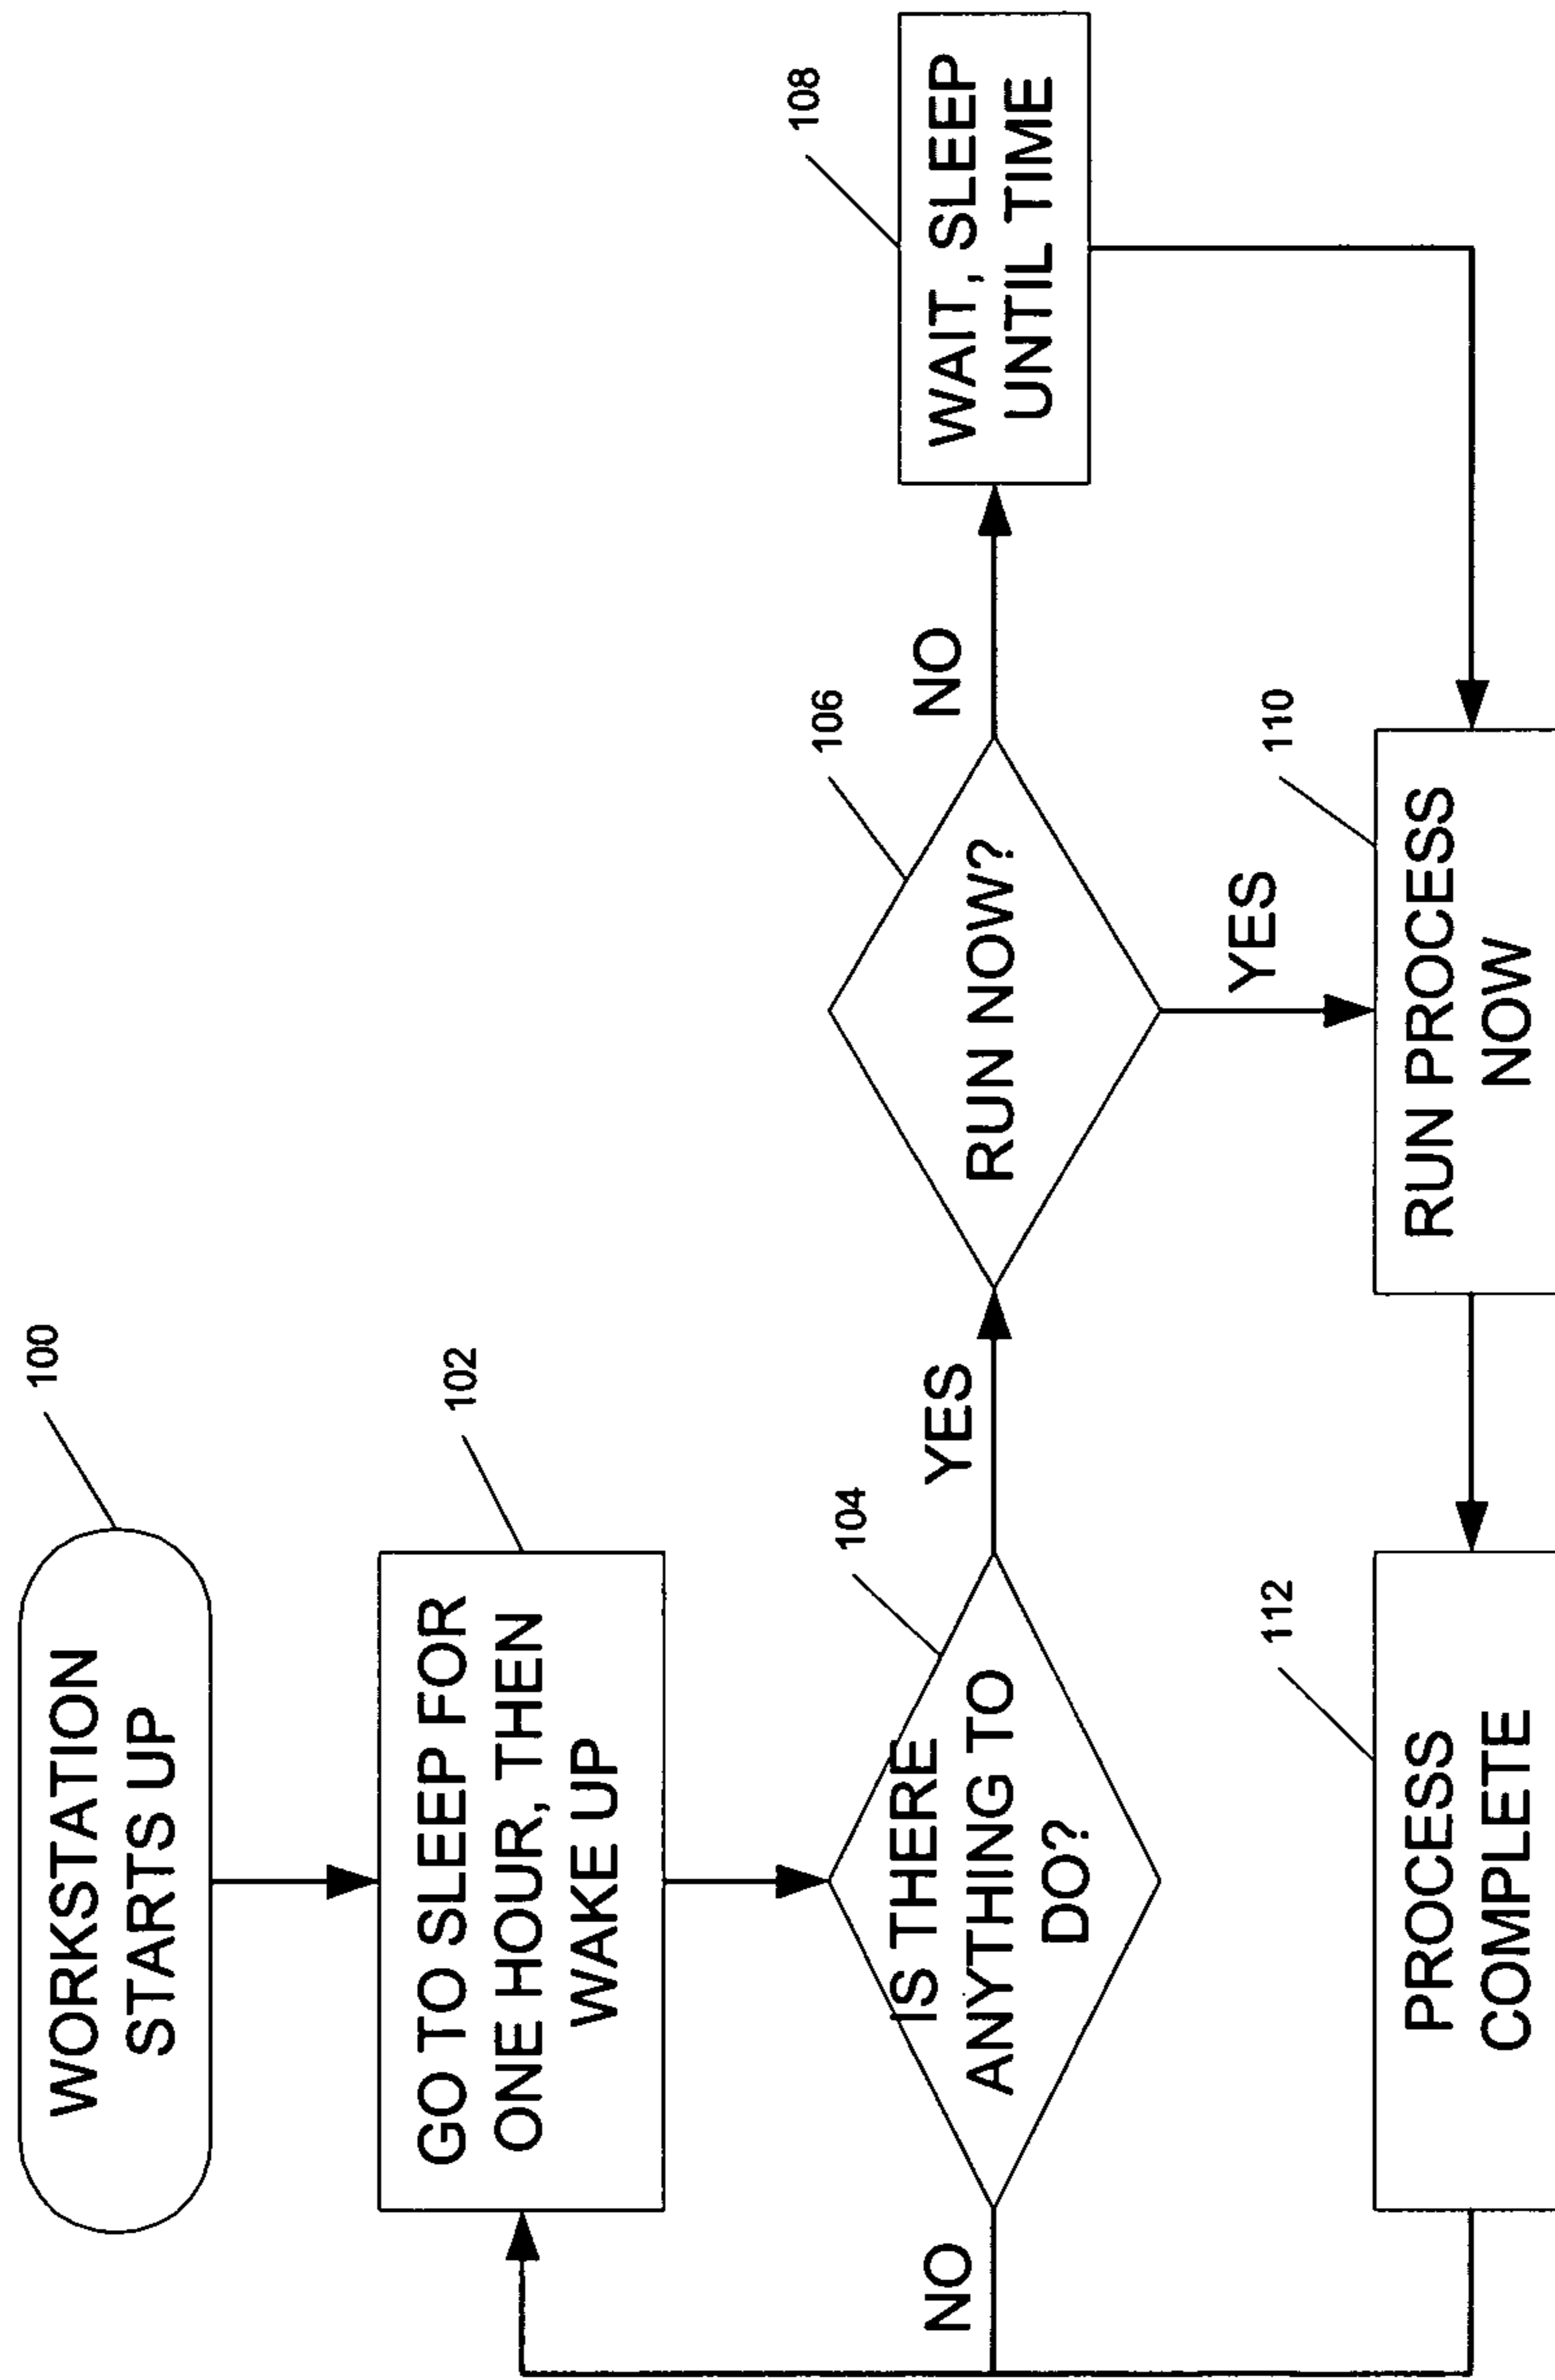 100
WORKSTATION
STARTS UP
102
GO TO SLEEP FOR
ONE HOUR, THEN
WAKE UP
104
IS THERE
ANYTHING TO
DO?
NO
YES
106
RUN NOW?
NO
108
WAIT, SLEEP
UNTIL TIME
YES
110
RUN PROCESS
NOW
112
PROCESS
COMPLETE